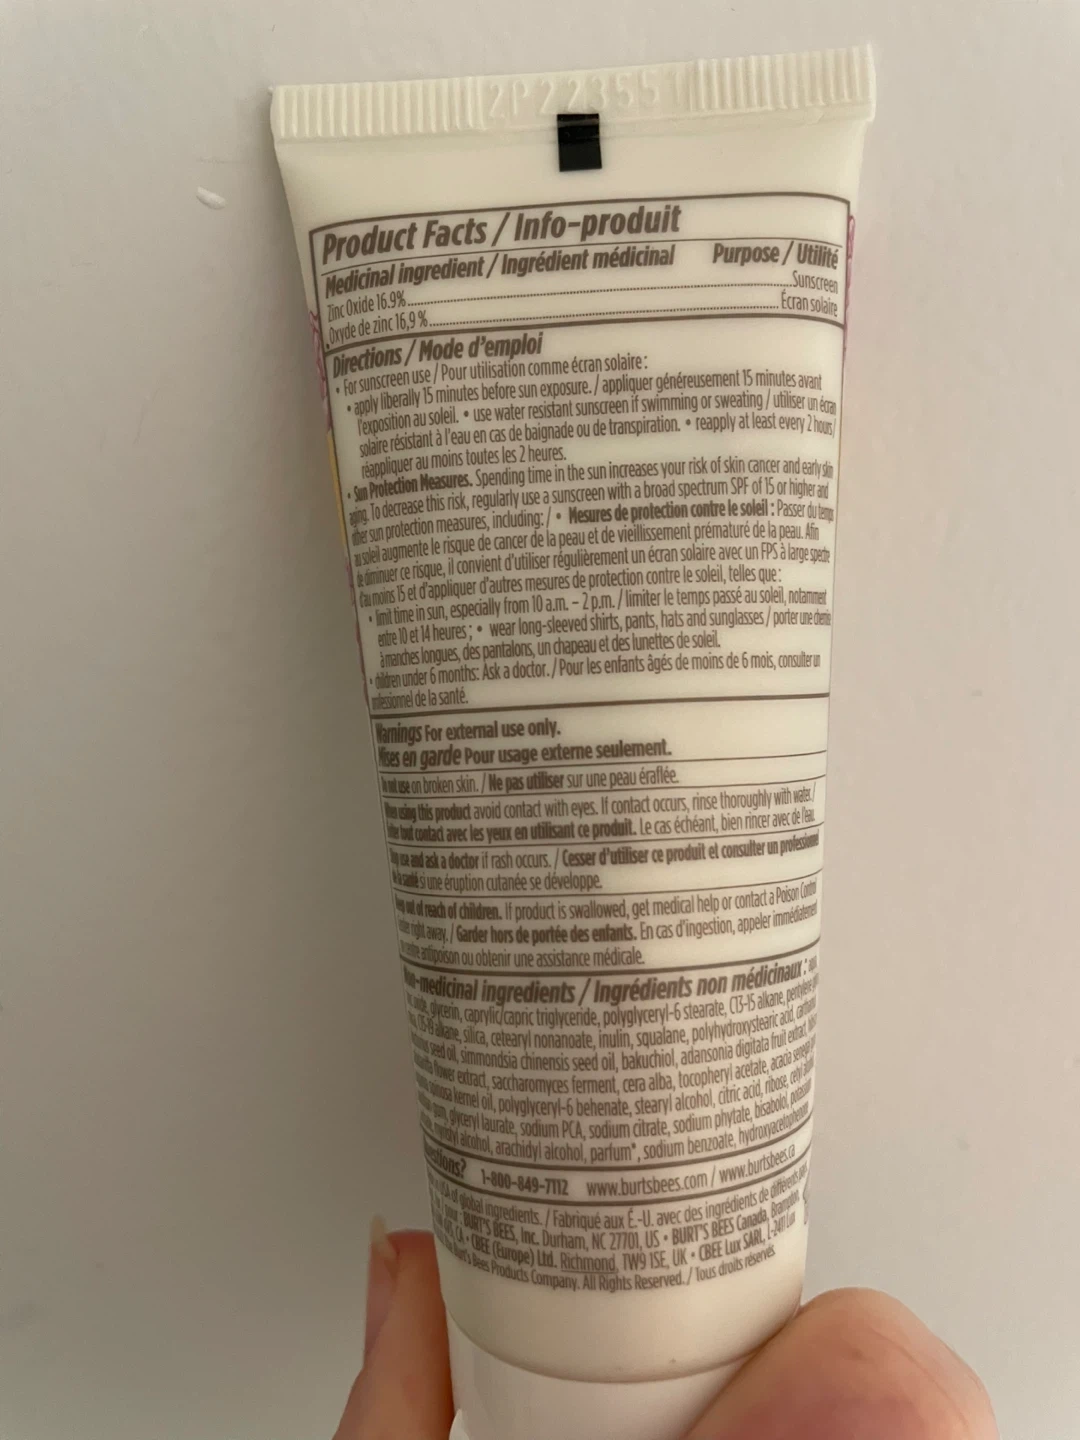 2P22355
Product Facts / Info-produit
Medicinal ingredient / Ingrédient médicinal Purpose / Utilité
Zinc Oxide 16.9%........Sunscreen
Oxyde de zinc 16,9 %........Écran solaire
Directions / Mode d'emploi
• For sunscreen use / Pour utilisation comme écran solaire :
• apply liberally 15 minutes before sun exposure. / appliquer généreusement 15 minutes avant
l'exposition au soleil. • use water resistant sunscreen if swimming or sweating / utiliser un écran
solaire résistant à l'eau en cas de baignade ou de transpiration. • reapply at least every 2 hours/
réappliquer au moins toutes les 2 heures.
• Sun Protection Measures. Spending time in the sun increases your risk of skin cancer and early skin
aging. To decrease this risk, regularly use a sunscreen with a broad spectrum SPF of 15 or higher and
other sun protection measures, including: / • Mesures de protection contre le soleil : Passer du temps
au soleil augmente le risque de cancer de la peau et de vieillissement prématuré de la peau. Afin
de diminuer ce risque, il convient d'utiliser régulièrement un écran solaire avec un FPS à large spectre
d'au moins 15 et d'appliquer d'autres mesures de protection contre le soleil, telles que :
• limit time in sun, especially from 10 a.m. – 2 p.m. / limiter le temps passé au soleil, notamment
entre 10 et 14 heures ; • wear long-sleeved shirts, pants, hats and sunglasses / porter une chemise
à manches longues, des pantalons, un chapeau et des lunettes de soleil.
• children under 6 months: Ask a doctor. / Pour les enfants âgés de moins de 6 mois, consulter un
professionnel de la santé.
Warnings For external use only.
Mises en garde Pour usage externe seulement.
Do not use on broken skin. / Ne pas utiliser sur une peau éraflée.
When using this product avoid contact with eyes. If contact occurs, rinse thoroughly with water. /
Éviter tout contact avec les yeux en utilisant ce produit. Le cas échéant, bien rincer avec de l'eau.
Stop use and ask a doctor if rash occurs. / Cesser d'utiliser ce produit et consulter un professionnel
de la santé si une éruption cutanée se développe.
Keep out of reach of children. If product is swallowed, get medical help or contact a Poison Control
Center right away. / Garder hors de portée des enfants. En cas d'ingestion, appeler immédiatement
un centre antipoison ou obtenir une assistance médicale.
Non-medicinal ingredients / Ingrédients non médicinaux :
glycerin, caprylic/capric triglyceride, polyglyceryl-6 stearate, C13-15 alkane, pentylene
C15-19 alkane, silica, cetearyl nonanoate, inulin, squalane, polyhydroxystearic acid,
seed oil, simmondsia chinensis seed oil, bakuchiol, adansonia digitata fruit extract,
flower extract, saccharomyces ferment, cera alba, tocopheryl acetate, acacia senegal
spinosa kernel oil, polyglyceryl-6 behenate, stearyl alcohol, citric acid, ribose, cetyl
gum, glyceryl laurate, sodium PCA, sodium citrate, sodium phytate, bisabolol, potassium
myristyl alcohol, arachidyl alcohol, parfum*, sodium benzoate, hydroxyacetophenone
Questions? 1-800-849-7112 www.burtsbees.com / www.burtsbees.ca
USA of global ingredients. / Fabriqué aux É.-U. avec des ingrédients de différents
BURT'S BEES, Inc. Durham, NC 27701, US • BURT'S BEES Canada, Brampton,
CA • CBEE (Europe) Ltd. Richmond, TW9 1SE, UK • CBEE Lux SARL, L-2411 Lux
Burt's Bees Products Company. All Rights Reserved. / Tous droits réservés